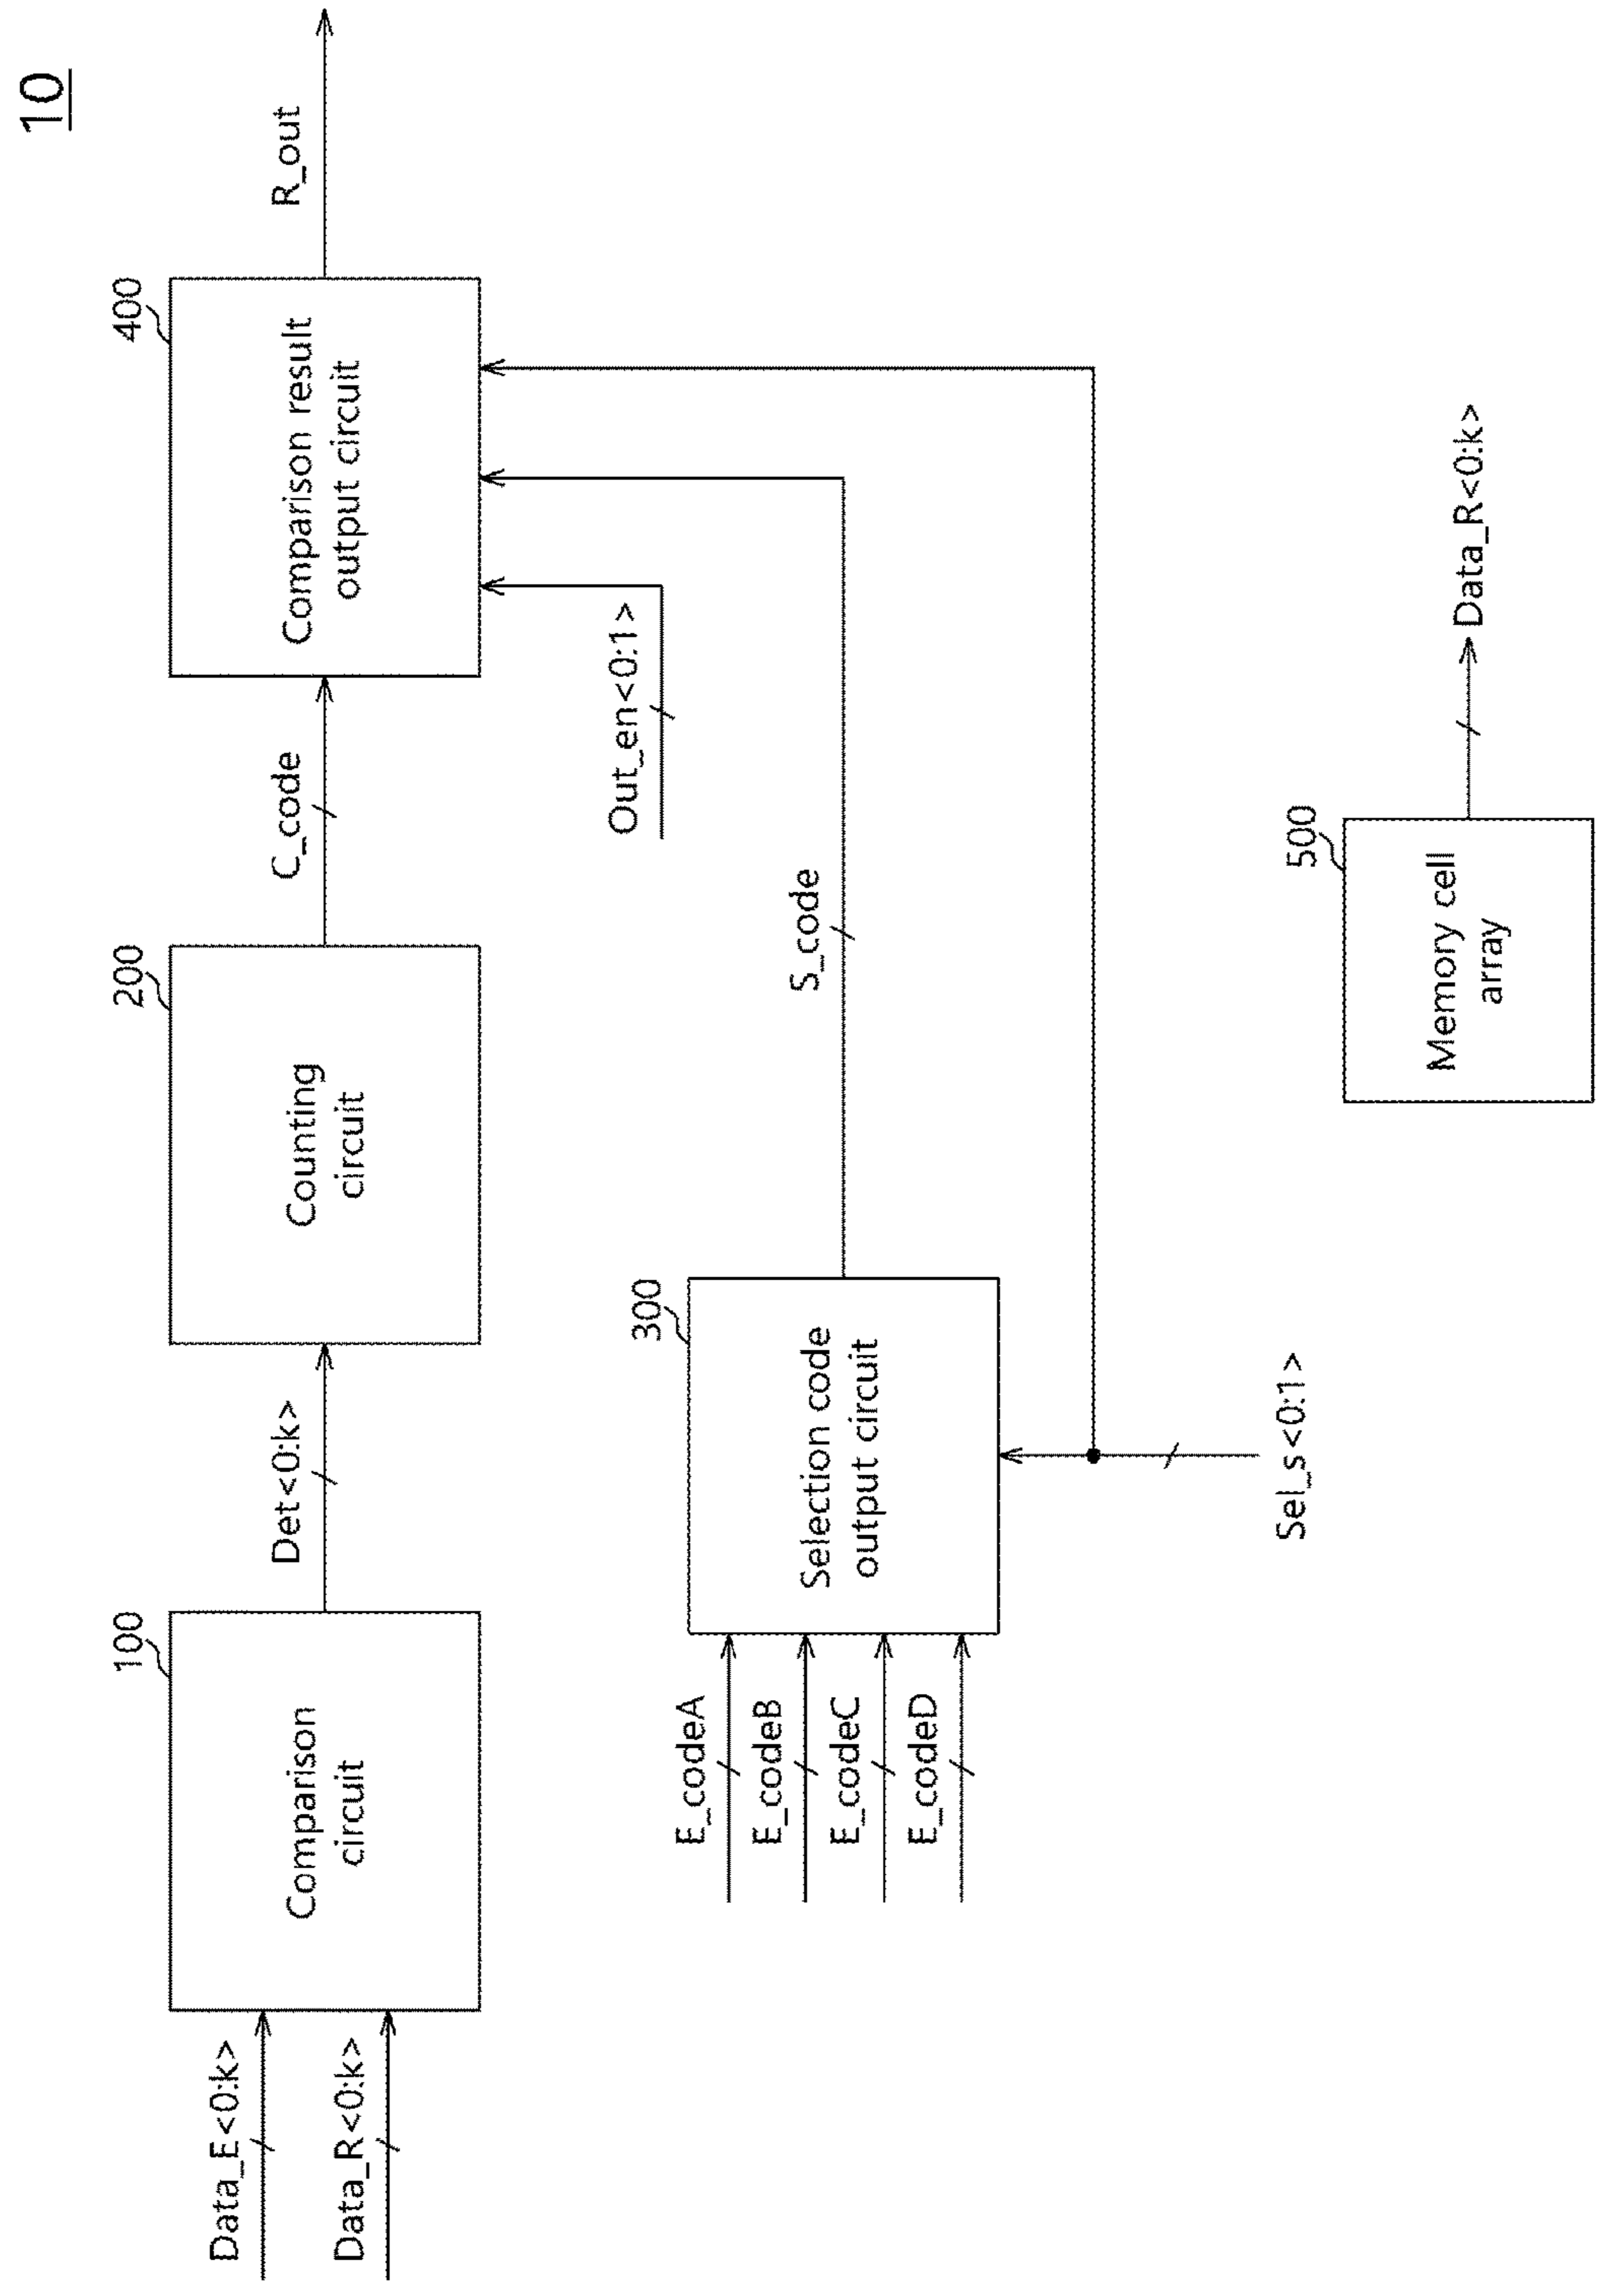 10
Data_E<0:k>
Data_R<0:k>
100
Comparison
circuit
Det<0:k>
200
Counting
circuit
C_code
400
Comparison result
output circuit
R_out
Out_en<0:1>
E_codeA
E_codeB
E_codeC
E_codeD
300
Selection code
output circuit
S_code
Sel_s<0:1>
500
Memory cell
array
Data_R<0:k>